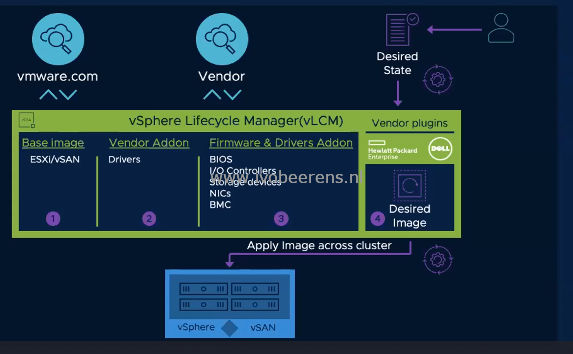 vmware.com
Vendor
Desired
State
vSphere Lifecycle Manager(vLCM)
Vendor plugins
Base image
ESXi/vSAN
Vendor Addon
Drivers
Firmware & Drivers Addon
BIOS
I/O Controllers
Storage devices
NICs
BMC
Hewlett Packard
Enterprise
DELL
Desired
Image
1
2
3
4
www.ivobeerens.n
Apply Image across cluster
vSphere
vSAN